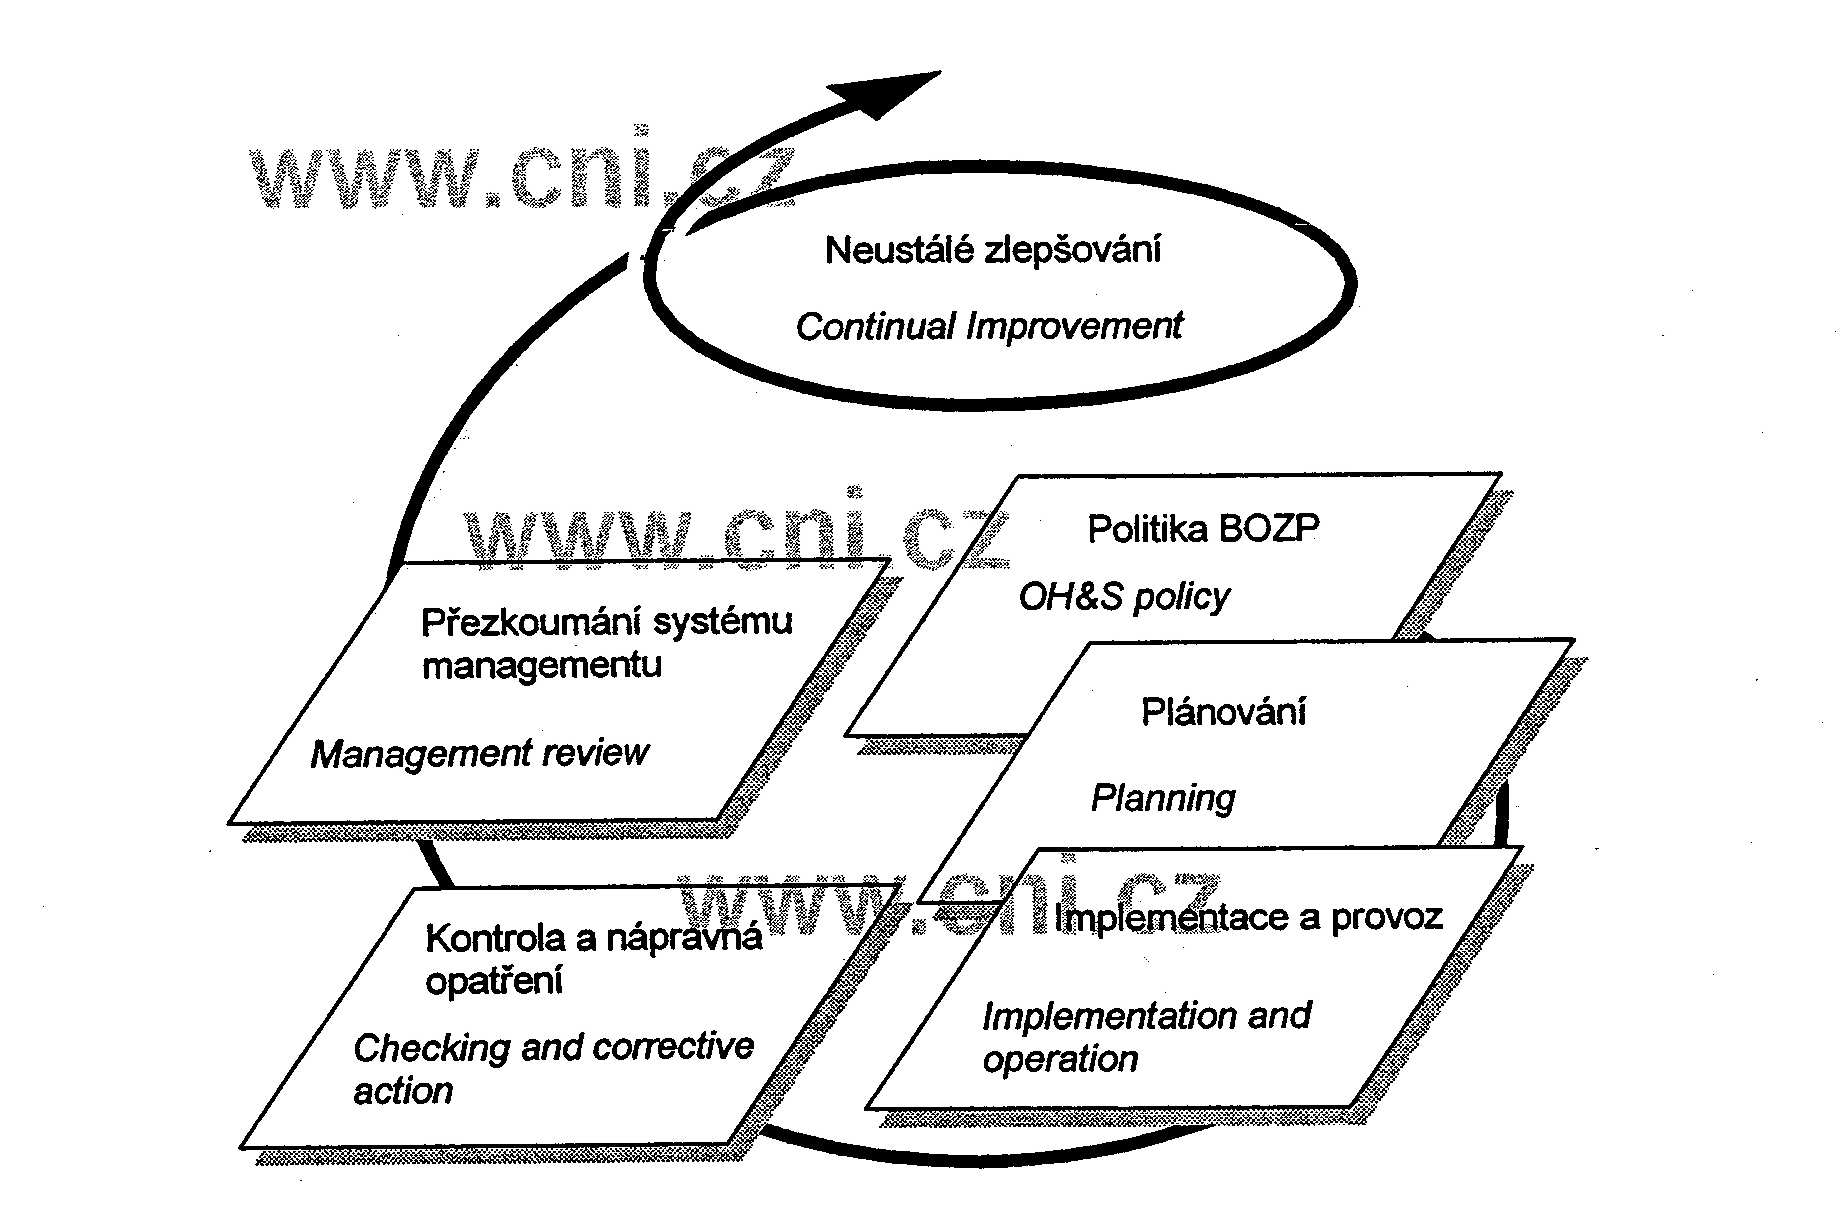 www.cni.cz
Neustálé zlepšování
Continual Improvement
www.cni.cz
Politika BOZP
OH&S policy
Přezkoumání systému
managementu
Management review
Plánování
Planning
www.cni.cz
Kontrola a nápravná
opatření
Checking and corrective
action
Implementace a provoz
Implementation and
operation